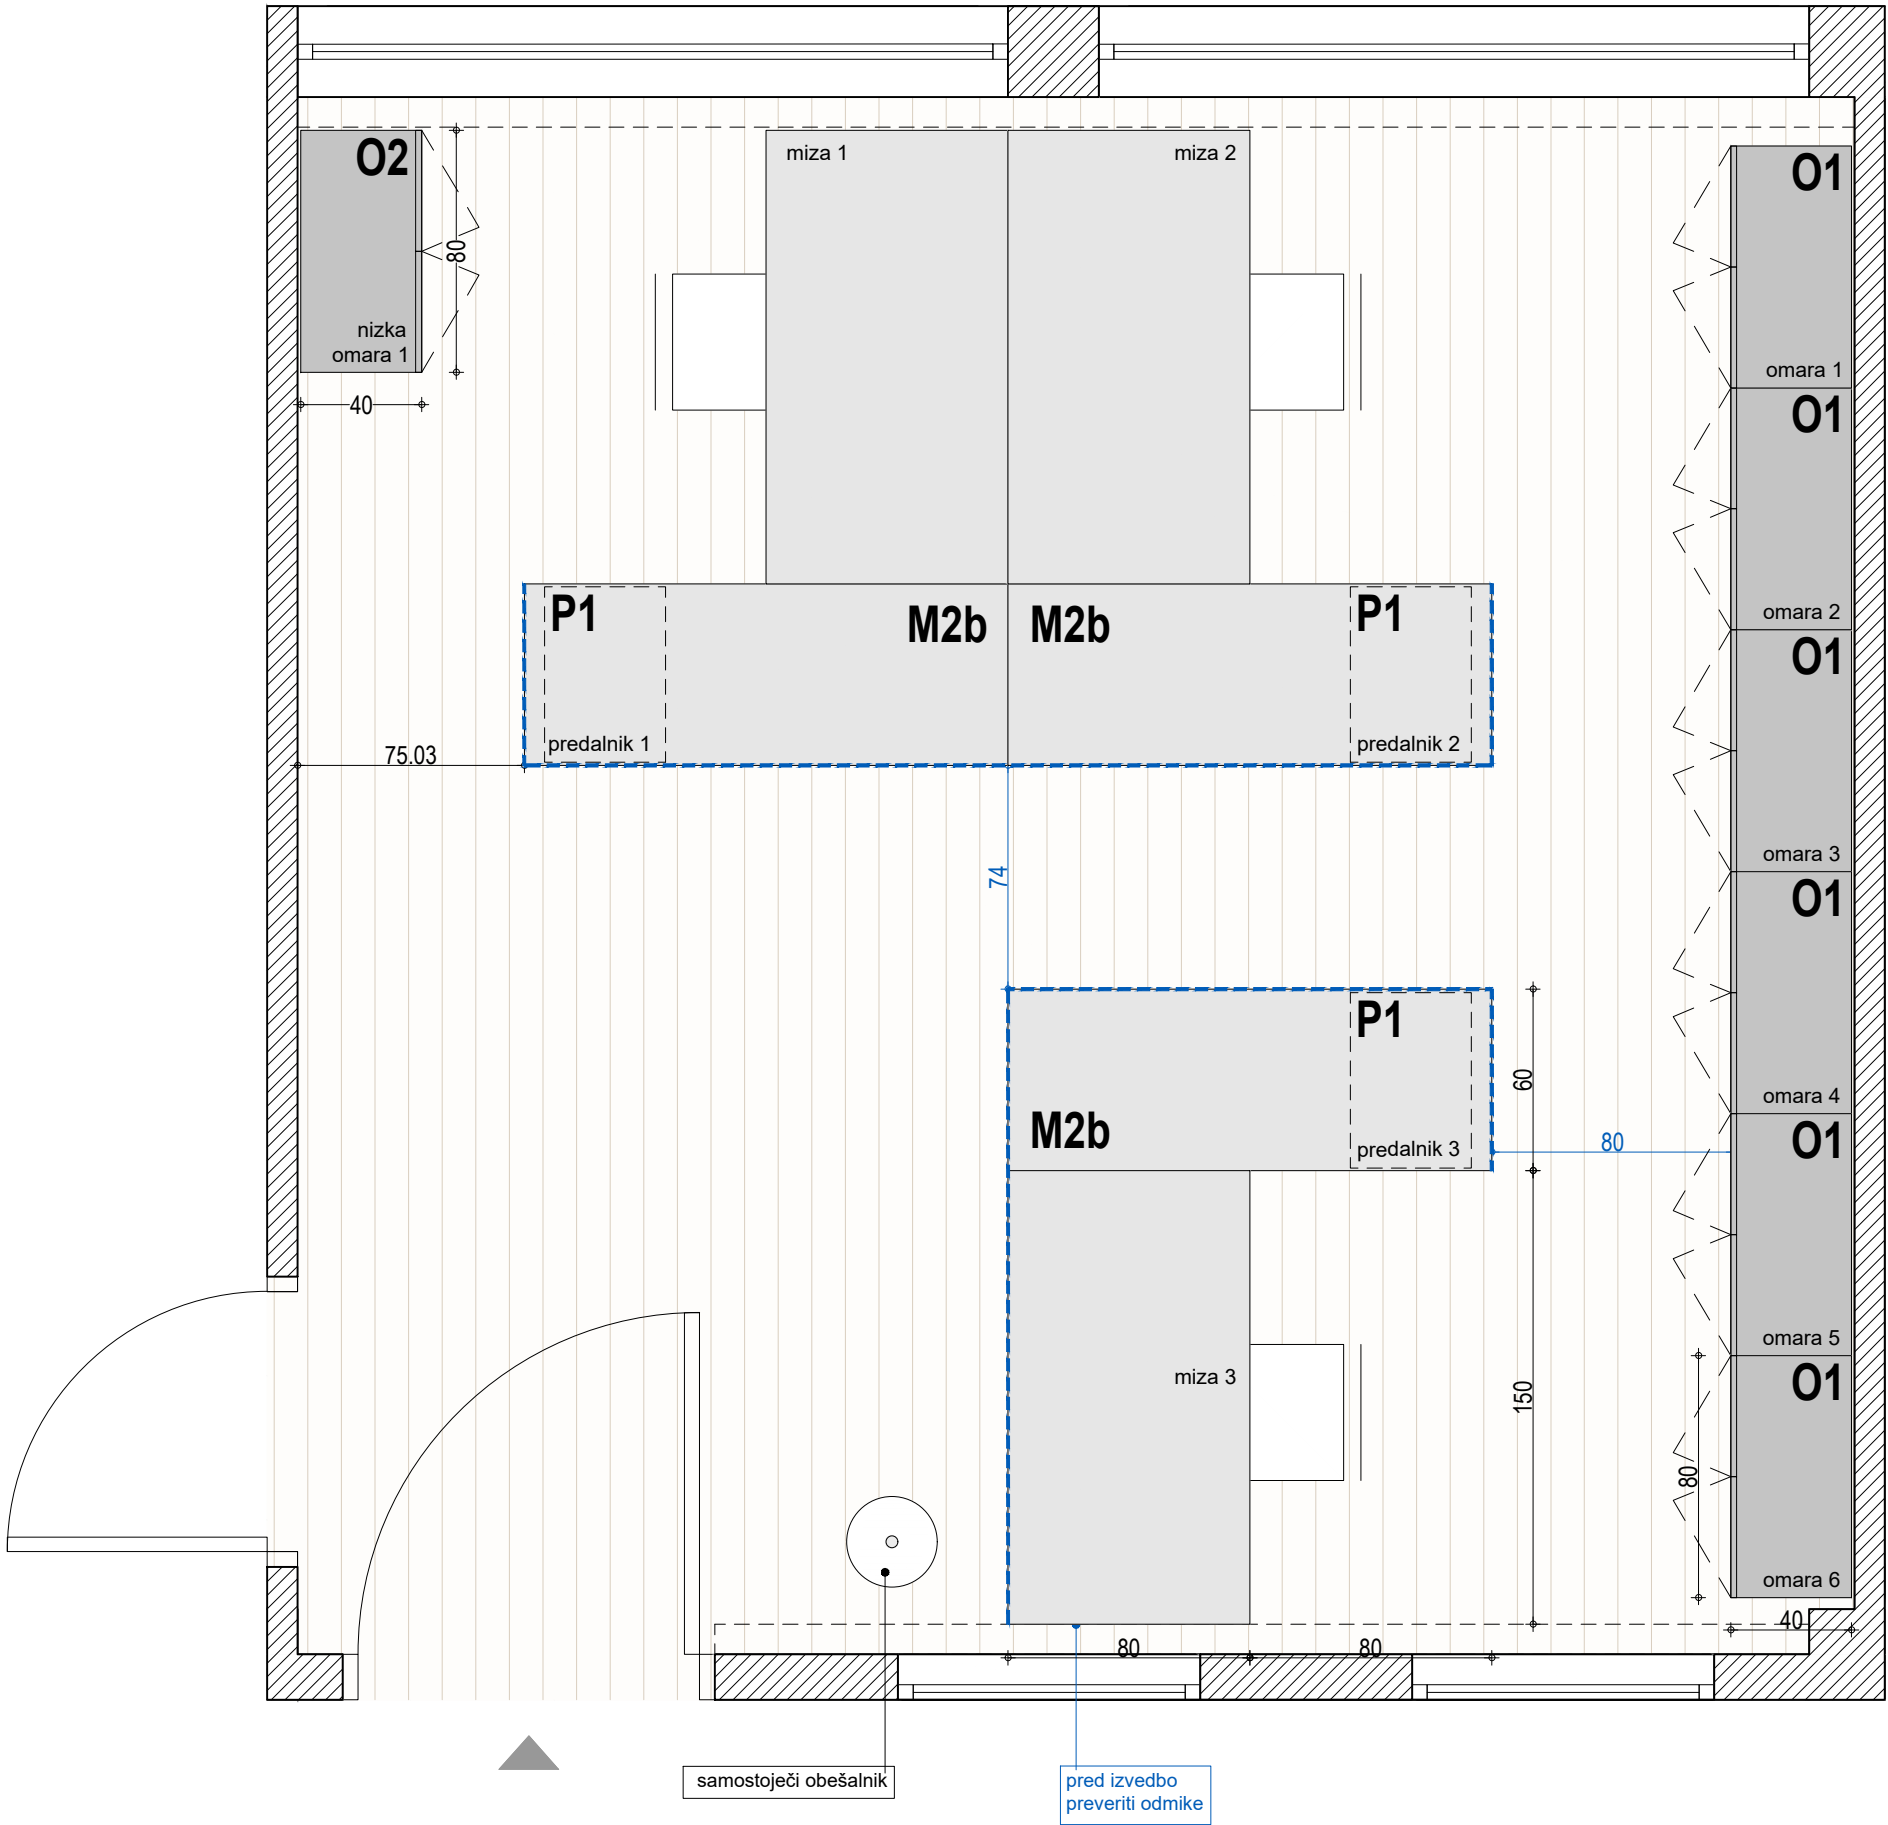 O2
miza 1
miza 2
O1
80
nizka
omara 1
40
omara 1
O1
P1
M2b
M2b
P1
omara 2
O1
predalnik 1
predalnik 2
75.03
74
omara 3
O1
P1
60
M2b
predalnik 3
80
omara 4
O1
omara 5
O1
miza 3
150
80
omara 6
40
80
80
samostoječi obešalnik
pred izvedbo
preveriti odmike